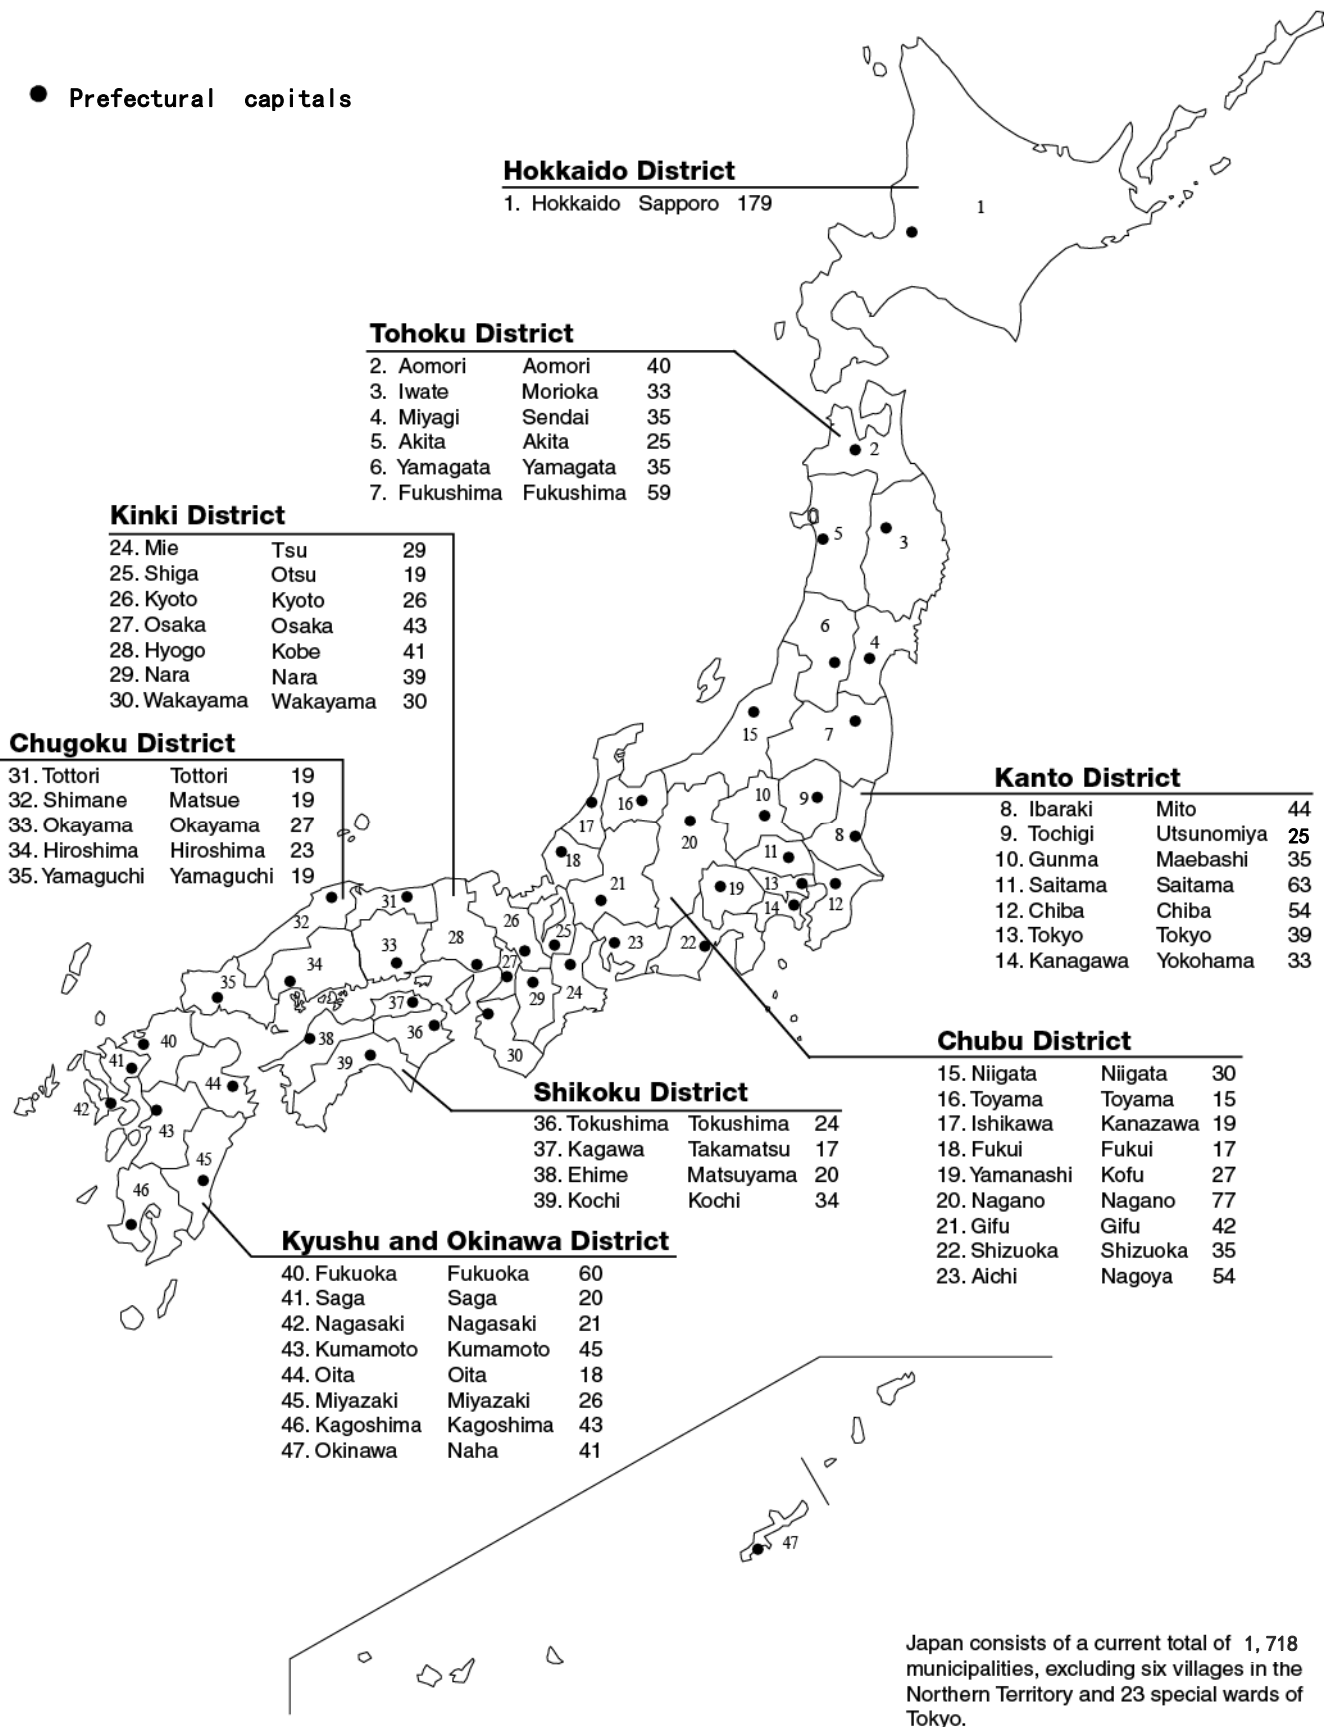 ● Prefectural capitals
Hokkaido District
1. Hokkaido Sapporo 179
Tohoku District
2. Aomori Aomori 40
3. Iwate Morioka 33
4. Miyagi Sendai 35
5. Akita Akita 25
6. Yamagata Yamagata 35
7. Fukushima Fukushima 59
Kinki District
24. Mie Tsu 29
25. Shiga Otsu 19
26. Kyoto Kyoto 26
27. Osaka Osaka 43
28. Hyogo Kobe 41
29. Nara Nara 39
30. Wakayama Wakayama 30
Chugoku District
31. Tottori Tottori 19
32. Shimane Matsue 19
33. Okayama Okayama 27
34. Hiroshima Hiroshima 23
35. Yamaguchi Yamaguchi 19
Kanto District
8. Ibaraki Mito 44
9. Tochigi Utsunomiya 25
10. Gunma Maebashi 35
11. Saitama Saitama 63
12. Chiba Chiba 54
13. Tokyo Tokyo 39
14. Kanagawa Yokohama 33
Chubu District
15. Niigata Niigata 30
16. Toyama Toyama 15
17. Ishikawa Kanazawa 19
18. Fukui Fukui 17
19. Yamanashi Kofu 27
20. Nagano Nagano 77
21. Gifu Gifu 42
22. Shizuoka Shizuoka 35
23. Aichi Nagoya 54
Shikoku District
36. Tokushima Tokushima 24
37. Kagawa Takamatsu 17
38. Ehime Matsuyama 20
39. Kochi Kochi 34
Kyushu and Okinawa District
40. Fukuoka Fukuoka 60
41. Saga Saga 20
42. Nagasaki Nagasaki 21
43. Kumamoto Kumamoto 45
44. Oita Oita 18
45. Miyazaki Miyazaki 26
46. Kagoshima Kagoshima 43
47. Okinawa Naha 41
1
2
5
3
6
4
15
7
10
9
16
17
20
8
18
11
21
19
13
14
12
31
32
26
25
33
28
23
22
34
27
35
29
24
37
36
38
40
39
30
41
44
42
43
45
46
47
Japan consists of a current total of 1,718
municipalities, excluding six villages in the
Northern Territory and 23 special wards of
Tokyo.